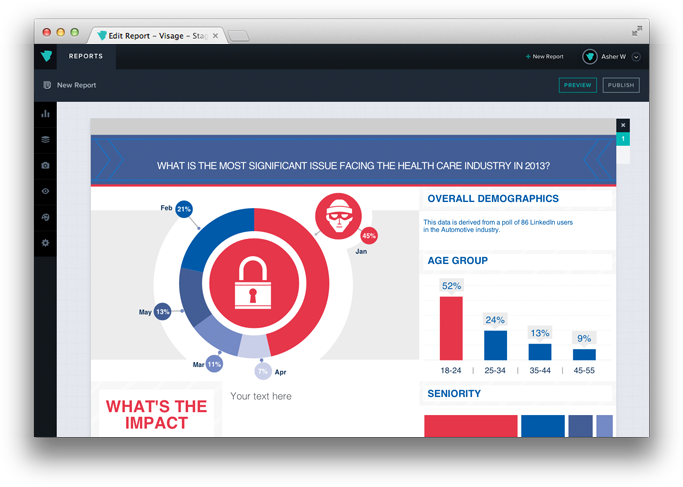 Edit Report – Visage – Stag
REPORTS
+ New Report
Asher W
New Report
PREVIEW
PUBLISH
1
WHAT IS THE MOST SIGNIFICANT ISSUE FACING THE HEALTH CARE INDUSTRY IN 2013?
Feb
21%
45%
Jan
May
13%
Mar
11%
7%
Apr
OVERALL DEMOGRAPHICS
This data is derived from a poll of 86 LinkedIn users
in the Automotive industry.
AGE GROUP
52%
24%
13%
9%
18-24 | 25-34 | 35-44 | 45-55
SENIORITY
WHAT'S THE
IMPACT
Your text here